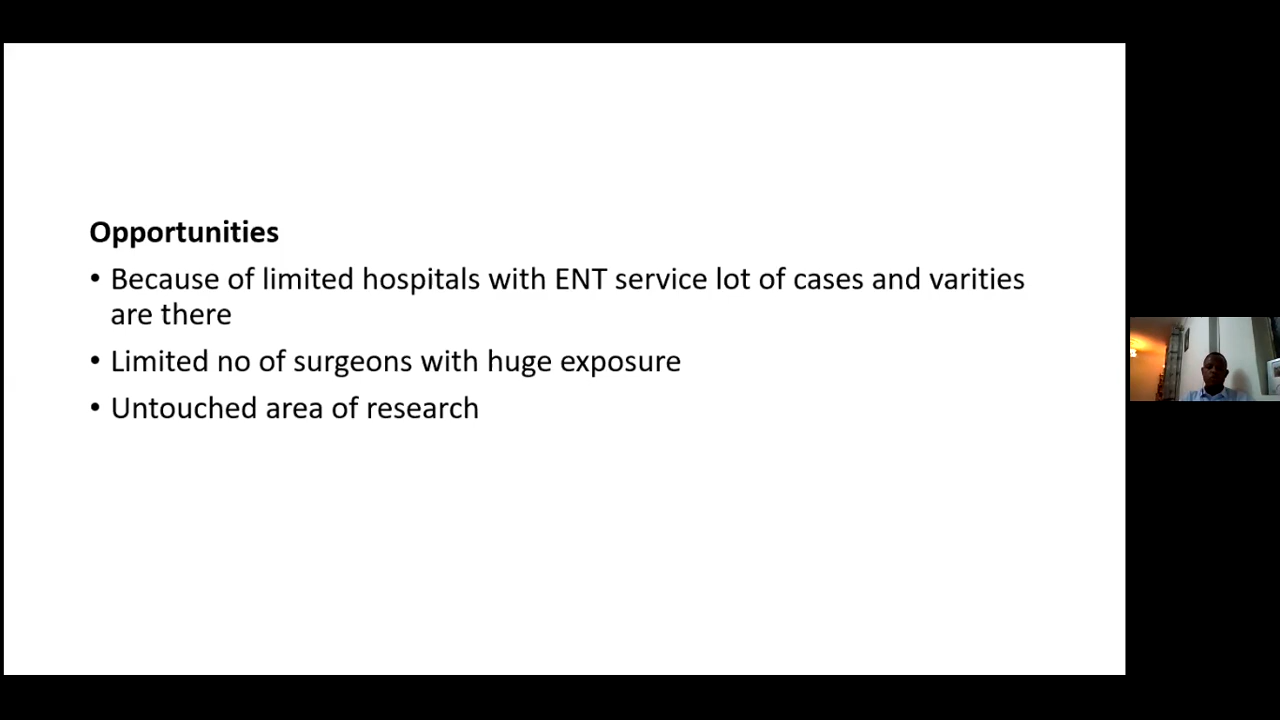 Opportunities
• Because of limited hospitals with ENT service lot of cases and varities
are there
• Limited no of surgeons with huge exposure
• Untouched area of research